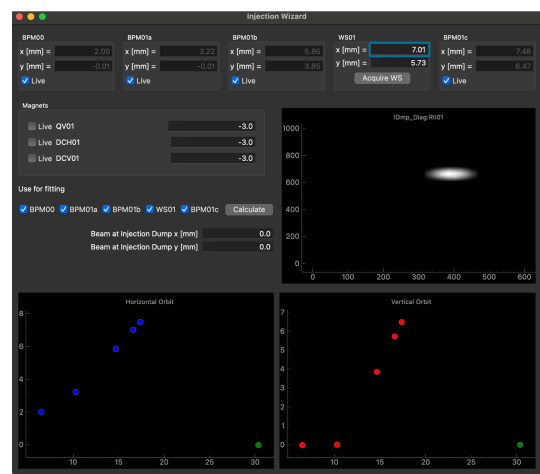 Injection Wizard
BPM00 BPM01a BPM01b WS01 BPM01c
x [mm] = 2.00 x [mm] = 3.22 x [mm] = 5.85 x [mm] = 7.01 x [mm] = 7.48
y [mm] = -0.01 y [mm] = -0.01 y [mm] = 3.85 y [mm] = 5.73 y [mm] = 6.47
Live Live Live Acquire WS Live
Magnets
Live QV01 -3.0
Live DCH01 -3.0
Live DCV01 -3.0
Use for fitting
BPM00 BPM01a BPM01b WS01 BPM01c Calculate
Beam at Injection Dump x [mm] 0.0
Beam at Injection Dump y [mm] 0.0
IDmp_Diag:RII01
1000
800
600
400
200
0
0 100 200 300 400 500 600
Horizontal Orbit
8
6
4
2
0
10 15 20 25 30
Vertical Orbit
7
6
5
4
3
2
1
0
10 15 20 25 30